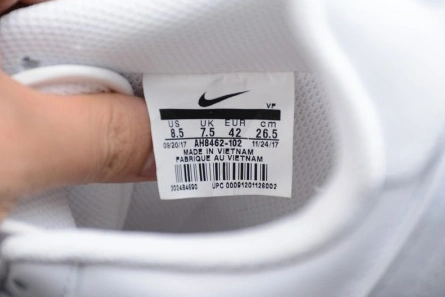 VF
US UK EUR cm
8.5 7.5 42 26.5
09/20/17 AH8462-102 11/24/17
MADE IN VIETNAM
FABRIQUE AU VIETNAM
UPC 00091201126002